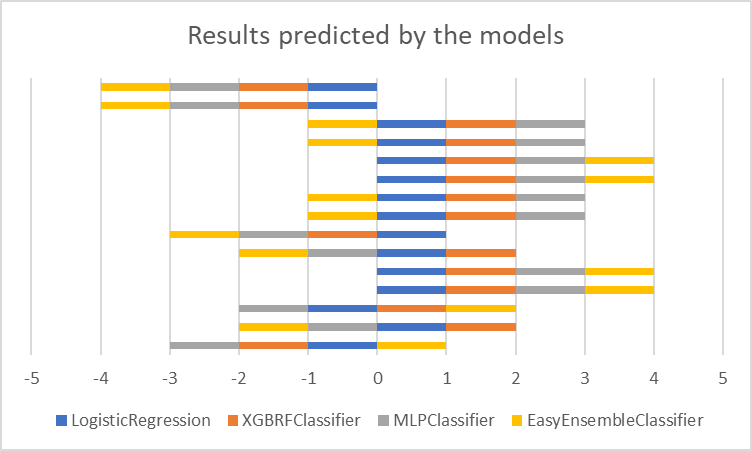 Results predicted by the models
-5 -4 -3 -2 -1 0 1 2 3 4 5
LogisticRegression XGBRFClassifier MLPClassifier EasyEnsembleClassifier